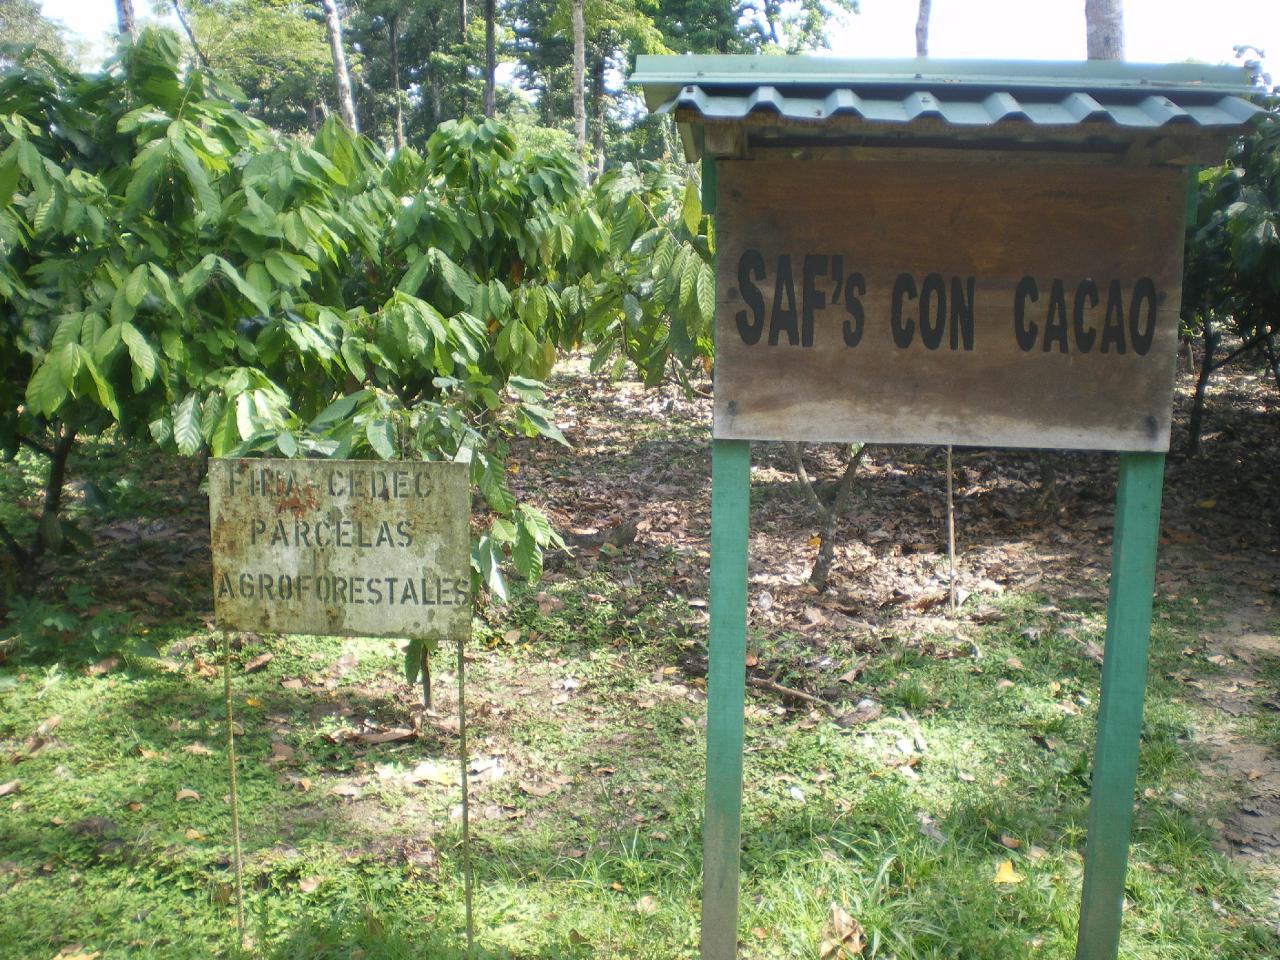 FHIA-CEDEC
PARCELAS
AGROFORESTALES
SAF's CON CACAO